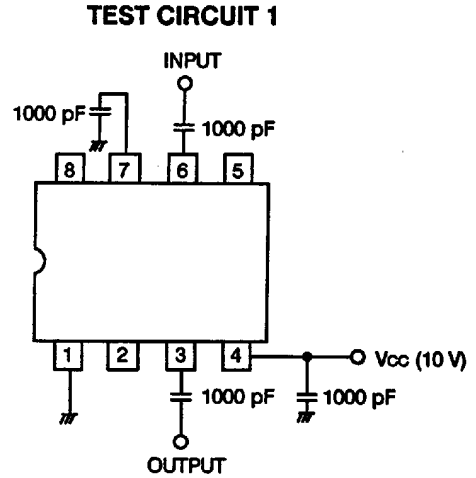 TEST CIRCUIT 1
INPUT
1000 pF
1000 pF
8 7 6 5
1 2 3 4
VCC (10 V)
1000 pF
1000 pF
OUTPUT